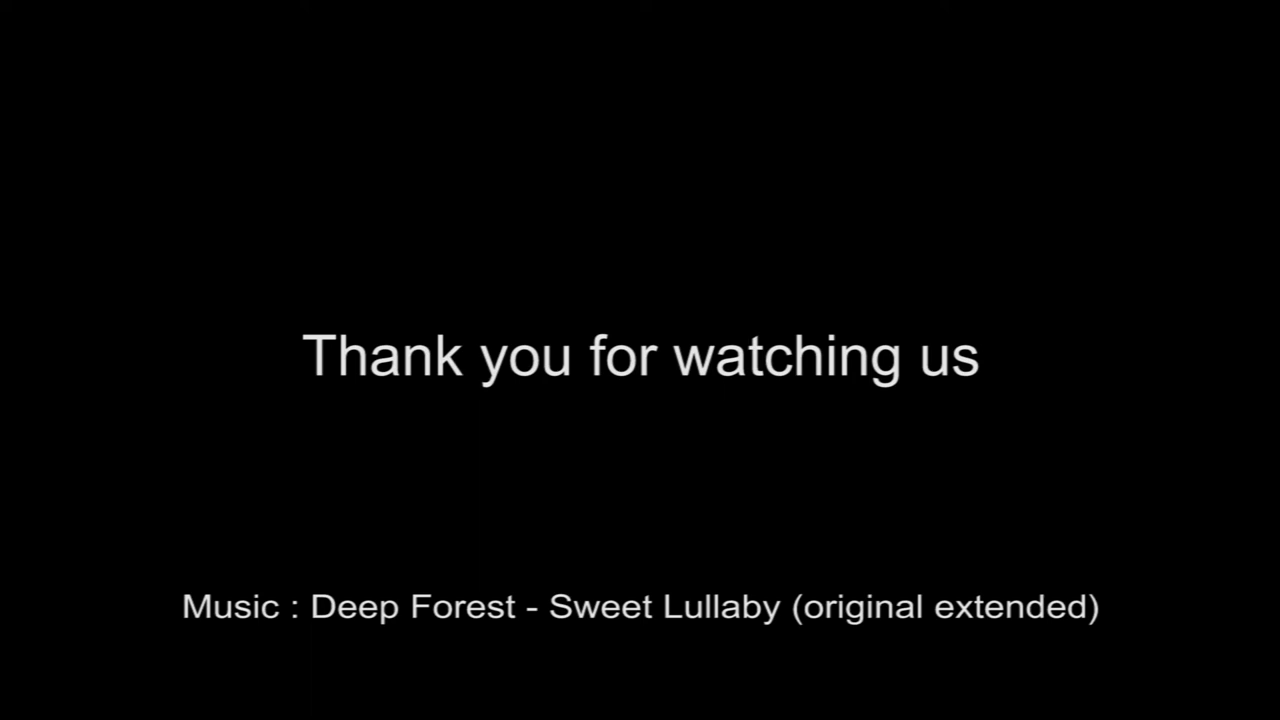 Thank you for watching us
Music : Deep Forest - Sweet Lullaby (original extended)